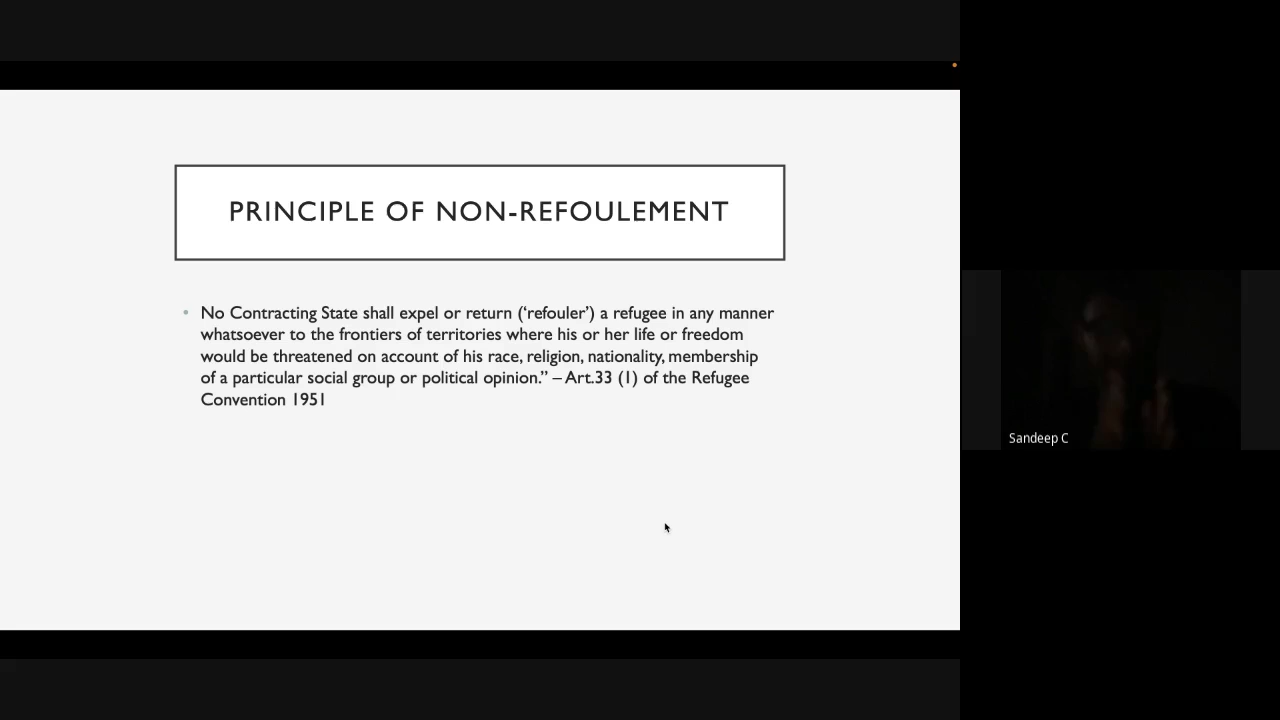 PRINCIPLE OF NON-REFOULEMENT
• No Contracting State shall expel or return (‘refouler’) a refugee in any manner
whatsoever to the frontiers of territories where his or her life or freedom
would be threatened on account of his race, religion, nationality, membership
of a particular social group or political opinion.” – Art.33 (1) of the Refugee
Convention 1951
Sandeep C